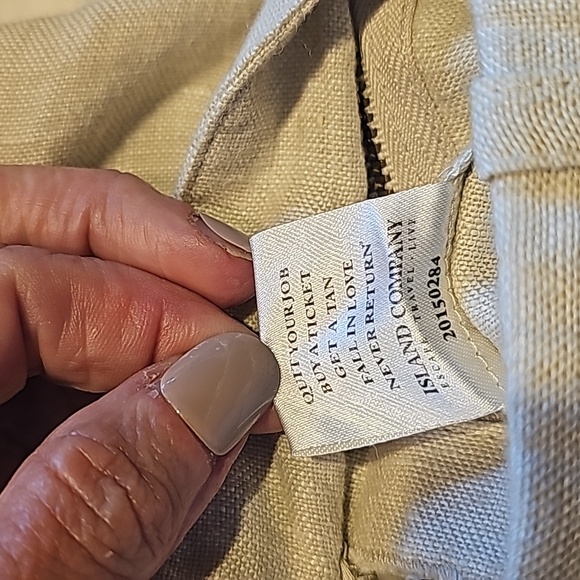 QUIT YOUR JOB
BUY A TICKET
GET A TAN
FALL IN LOVE
NEVER RETURN
ISLAND COMPANY
ESCAPE • TRAVEL • LIVE
20150284